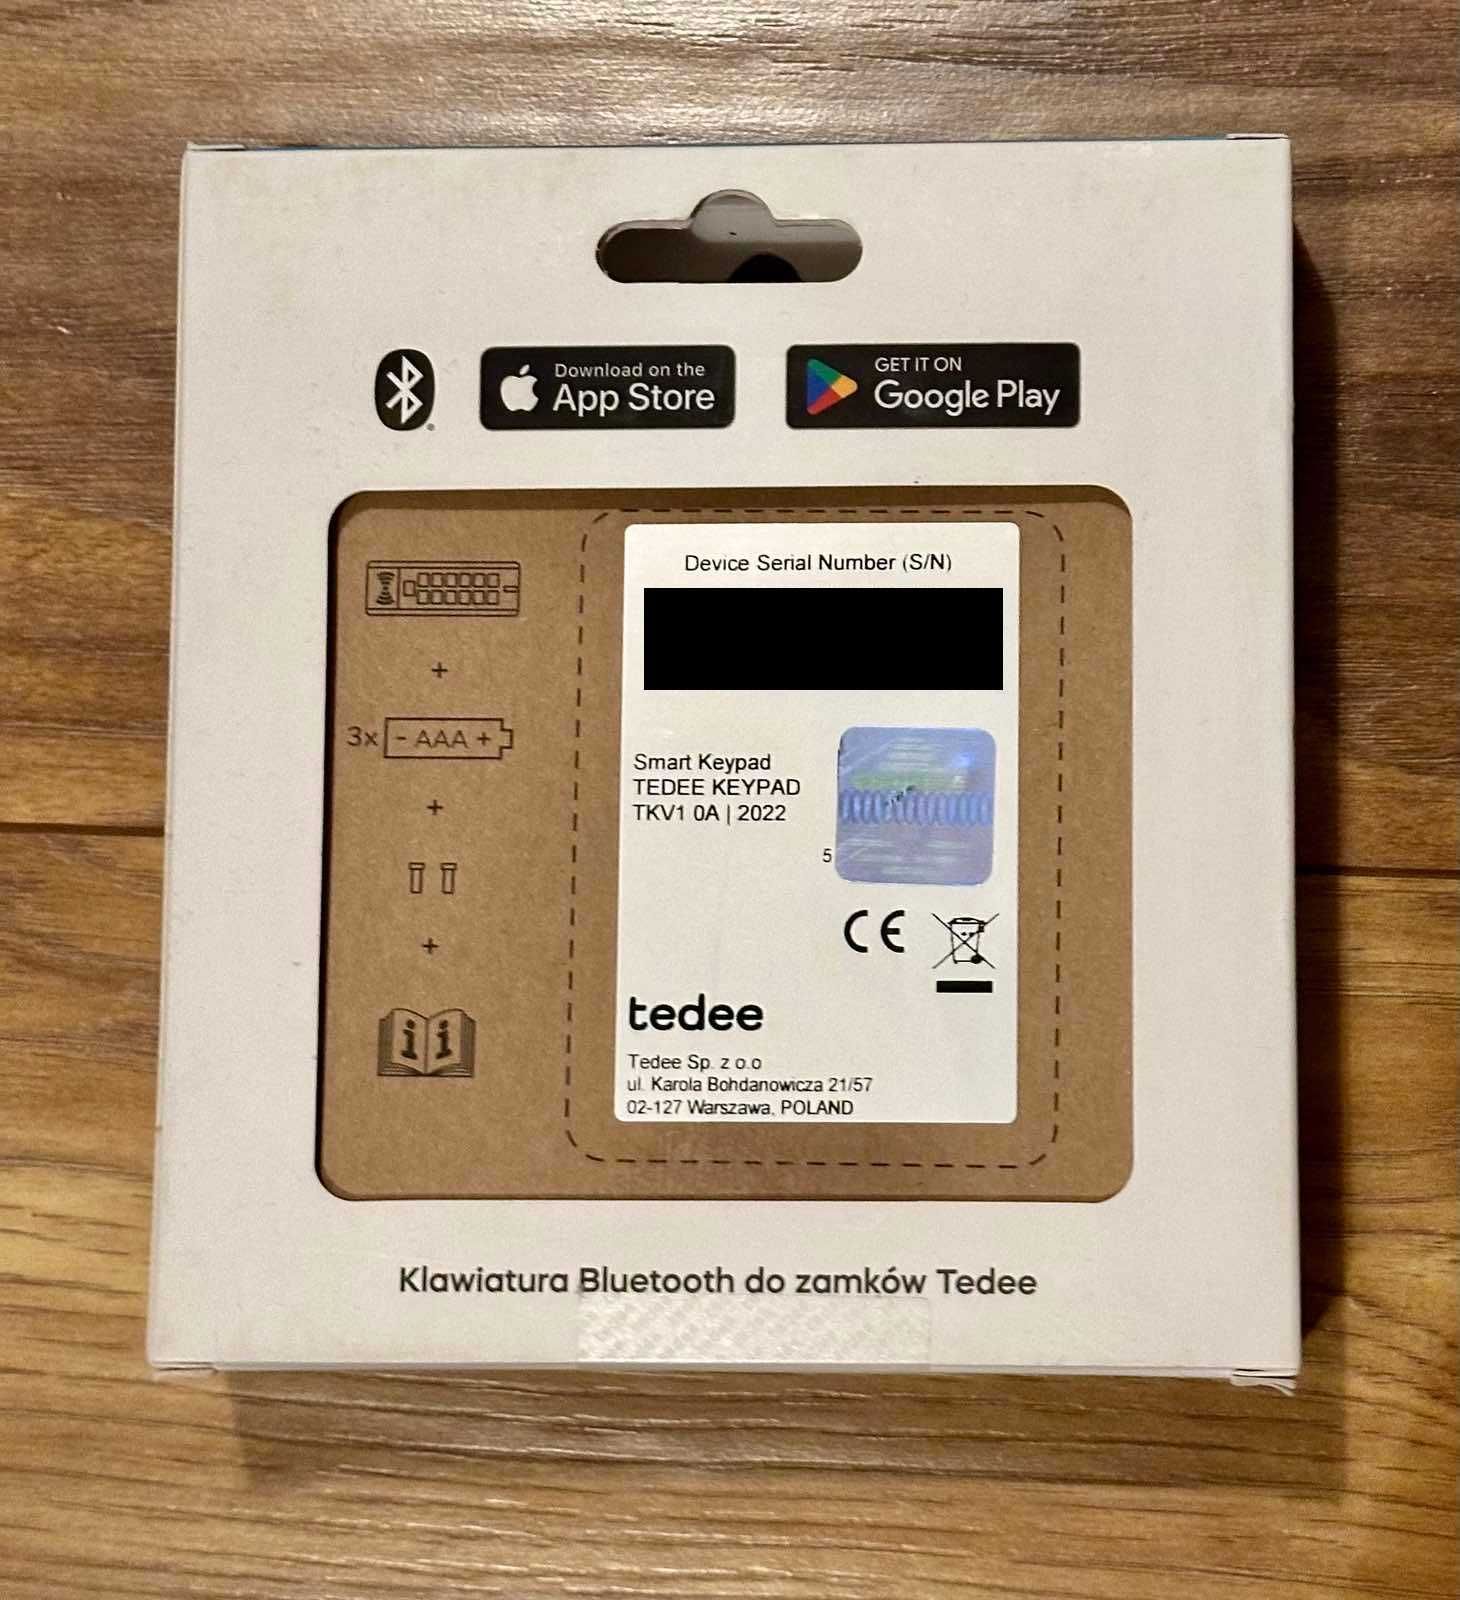 Download on the
App Store
GET IT ON
Google Play
3x - AAA +
Device Serial Number (S/N)
Smart Keypad
TEDEE KEYPAD
TKV1 0A | 2022
5
CE
tedee
Tedee Sp. z o.o
ul. Karola Bohdanowicza 21/57
02-127 Warszawa, POLAND
Klawiatura Bluetooth do zamków Tedee